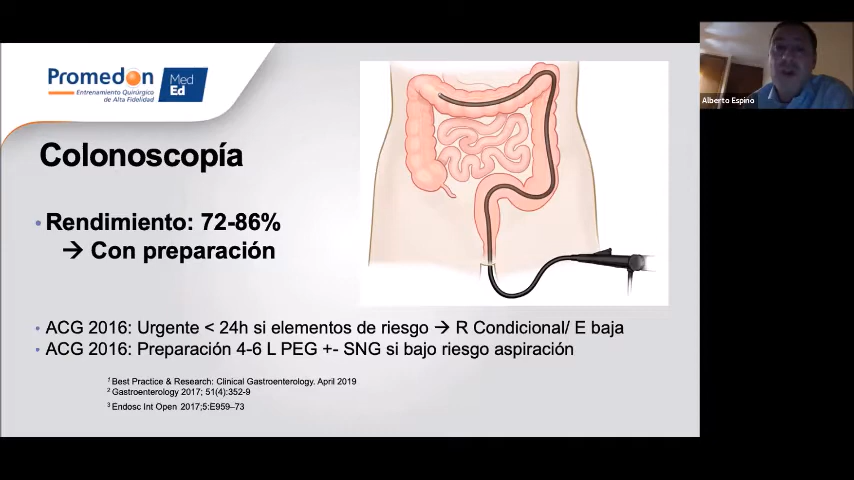 Promedon
Med
Ed
Entrenamiento Quirúrgico
de Alta Fidelidad
Alberto Espino
Colonoscopía
• Rendimiento: 72-86%
→ Con preparación
• ACG 2016: Urgente < 24h si elementos de riesgo → R Condicional/ E baja
• ACG 2016: Preparación 4-6 L PEG +- SNG si bajo riesgo aspiración
1 Best Practice & Research: Clinical Gastroenterology. April 2019
2 Gastroenterology 2017; 51(4):352-9
3 Endosc Int Open 2017;5:E959–73